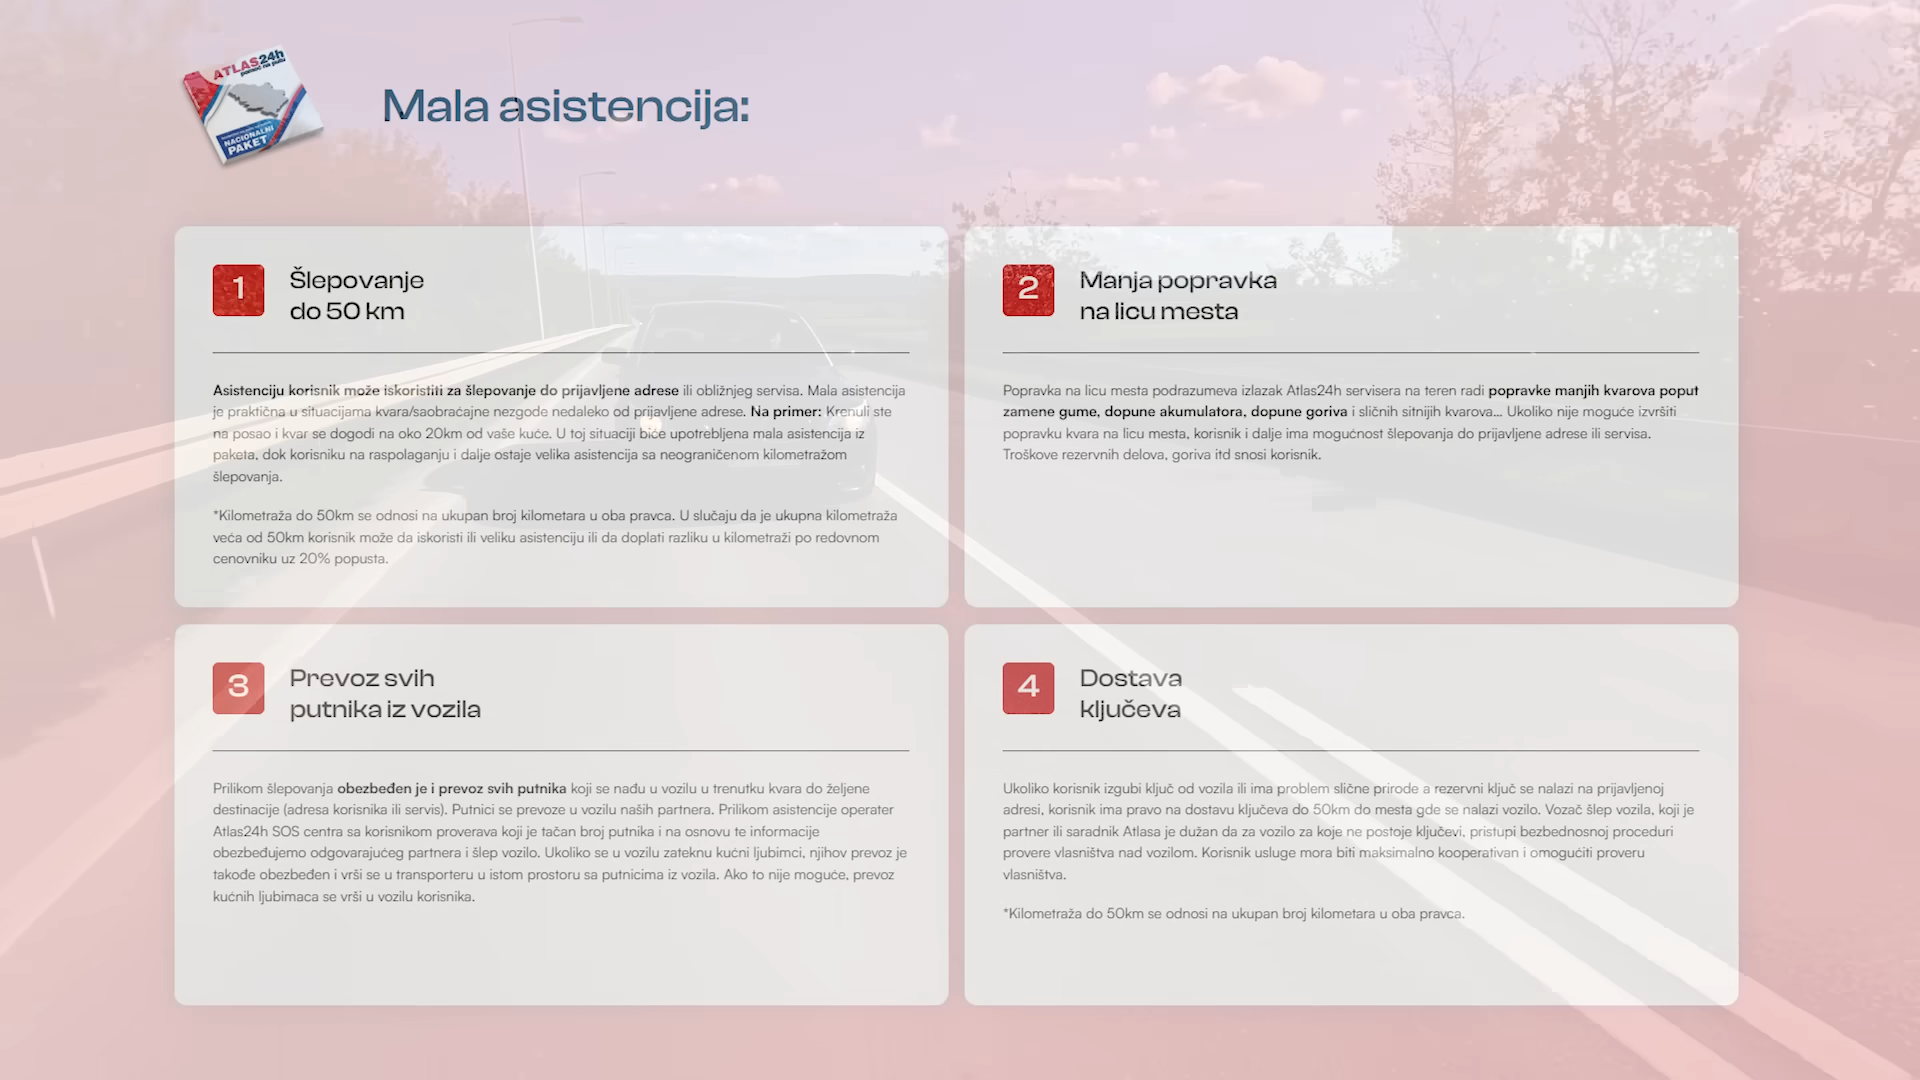 ATLAS24h
pomoć na putu
NACIONALNI
PAKET
Mala asistencija:
1
Šlepovanje
do 50 km
Asistenciju korisnik može iskoristiti za šlepovanje do prijavljene adrese ili obližnjeg servisa. Mala asistencija
je praktična u situacijama kvara/saobraćajne nezgode nedaleko od prijavljene adrese. Na primer: Krenuli ste
na posao i kvar se dogodi na oko 20km od vaše kuće. U toj situaciji biće upotrebljena mala asistencija iz
paketa, dok korisniku na raspolaganju i dalje ostaje velika asistencija sa neograničenom kilometražom
šlepovanja.
*Kilometraža do 50km se odnosi na ukupan broj kilometara u oba pravca. U slučaju da je ukupna kilometraža
veća od 50km korisnik može da iskoristi ili veliku asistenciju ili da doplati razliku u kilometraži po redovnom
cenovniku uz 20% popusta.
2
Manja popravka
na licu mesta
Popravka na licu mesta podrazumeva izlazak Atlas24h servisera na teren radi popravke manjih kvarova poput
zamene gume, dopune akumulatora, dopune goriva i sličnih sitnijih kvarova... Ukoliko nije moguće izvršiti
popravku kvara na licu mesta, korisnik i dalje ima mogućnost šlepovanja do prijavljene adrese ili servisa.
Troškove rezervnih delova, goriva itd snosi korisnik.
3
Prevoz svih
putnika iz vozila
Prilikom šlepovanja obezbeđen je i prevoz svih putnika koji se nađu u vozilu u trenutku kvara do željene
destinacije (adresa korisnika ili servis). Putnici se prevoze u vozilu naših partnera. Prilikom asistencije operater
Atlas24h SOS centra sa korisnikom proverava koji je tačan broj putnika i na osnovu te informacije
obezbeđujemo odgovarajućeg partnera i šlep vozilo. Ukoliko se u vozilu zateknu kućni ljubimci, njihov prevoz je
takođe obezbeđen i vrši se u transporteru u istom prostoru sa putnicima iz vozila. Ako to nije moguće, prevoz
kućnih ljubimaca se vrši u vozilu korisnika.
4
Dostava
ključeva
Ukoliko korisnik izgubi ključ od vozila ili ima problem slične prirode a rezervni ključ se nalazi na prijavljenoj
adresi, korisnik ima pravo na dostavu ključeva do 50km do mesta gde se nalazi vozilo. Vozač šlep vozila, koji je
partner ili saradnik Atlasa je dužan da za vozilo za koje ne postoje ključevi, pristupi bezbednosnoj proceduri
provere vlasništva nad vozilom. Korisnik usluge mora biti maksimalno kooperativan i omogućiti proveru
vlasništva.
*Kilometraža do 50km se odnosi na ukupan broj kilometara u oba pravca.